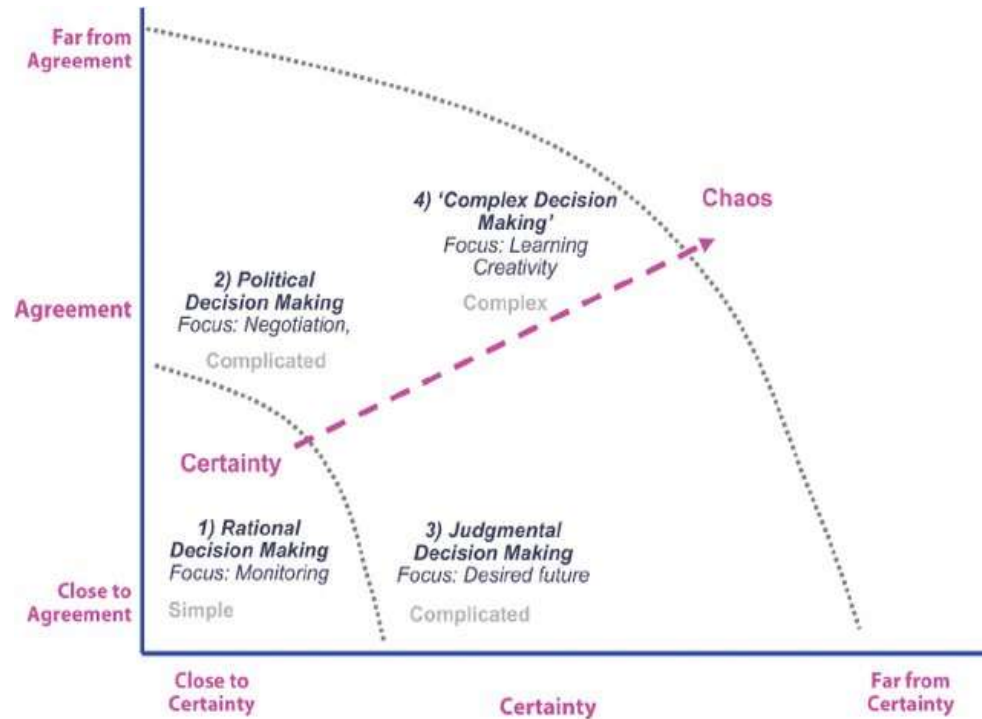 Far from
Agreement
4) ‘Complex Decision
Making’
Focus: Learning
Creativity
Complex
Chaos
2) Political
Decision Making
Focus: Negotiation,
Complicated
Agreement
Certainty
1) Rational
Decision Making
Focus: Monitoring
Simple
3) Judgmental
Decision Making
Focus: Desired future
Complicated
Close to
Agreement
Close to
Certainty
Certainty
Far from
Certainty